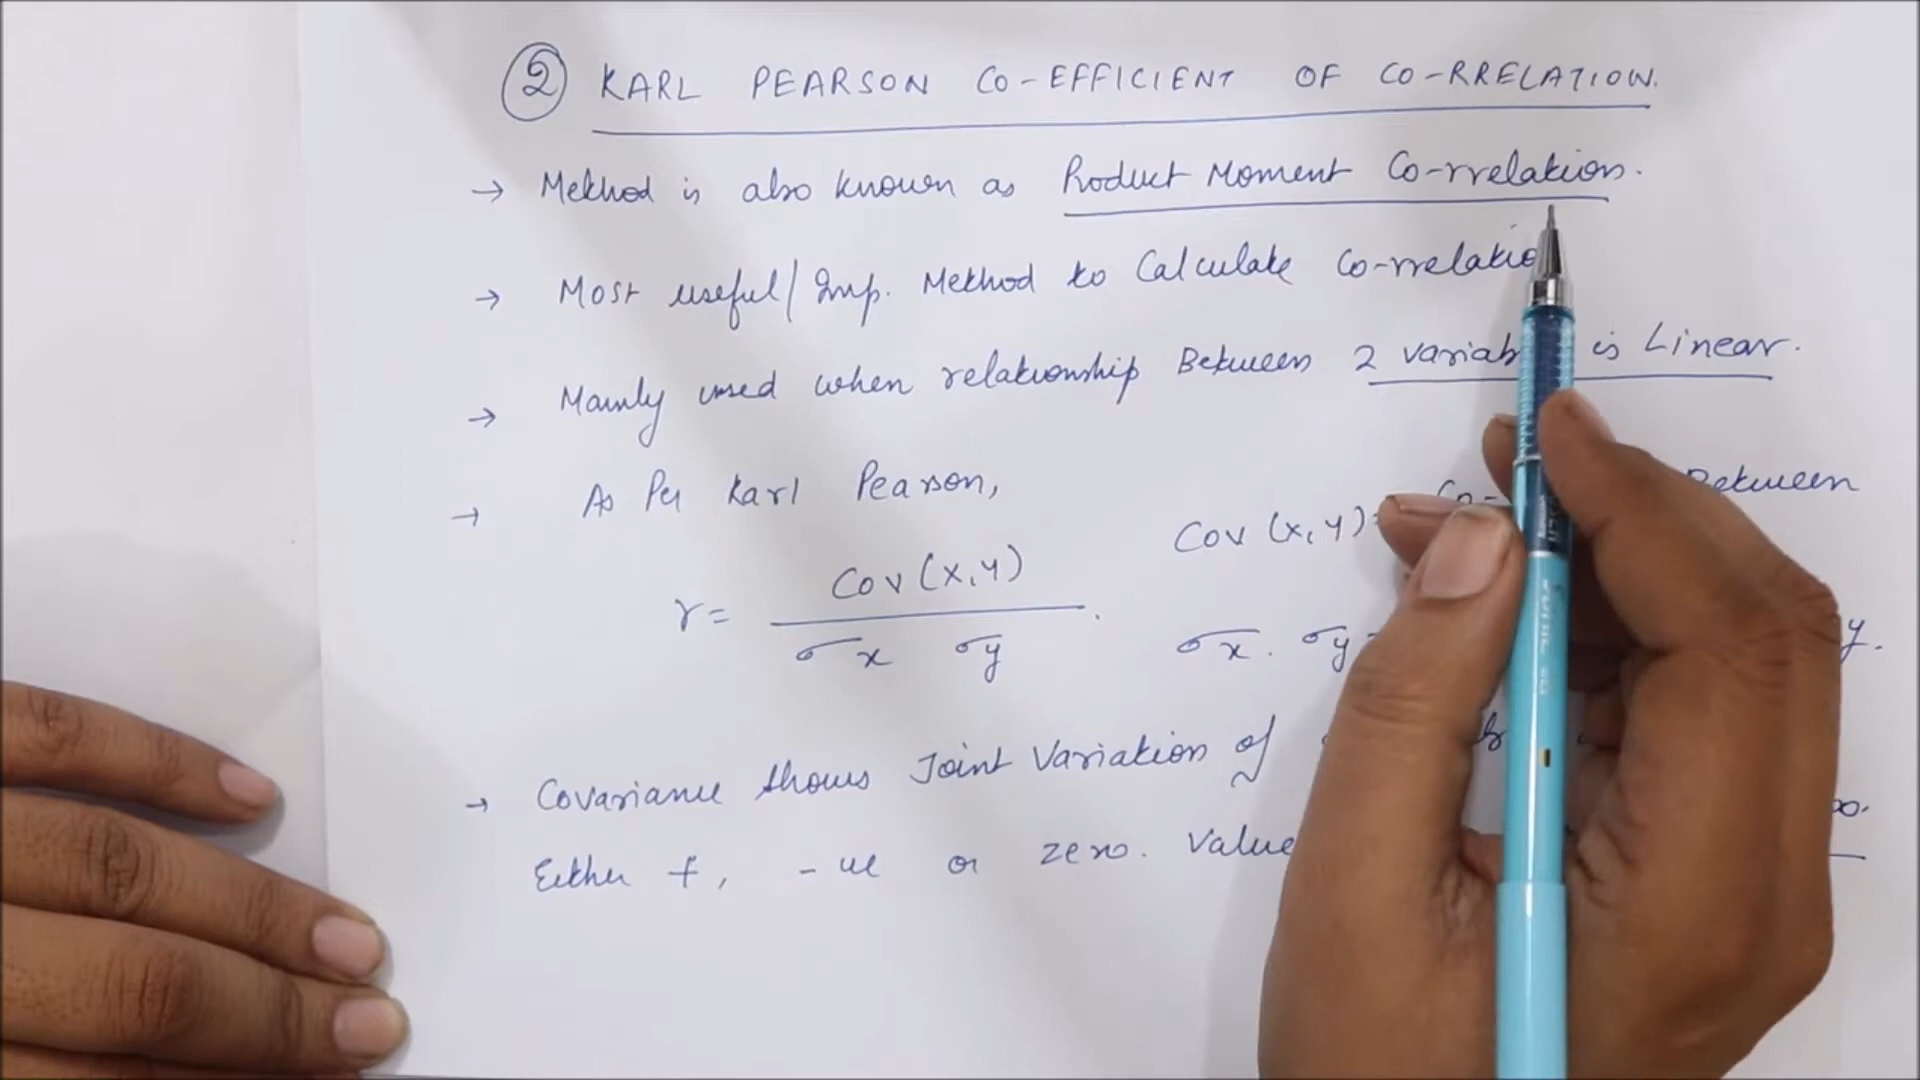 ② KARL PEARSON CO-EFFICIENT OF CO-RRELATION.
→ Method is also known as Product Moment Co-rrelation.
→ Most useful/Imp. Method to Calculate Co-rrelatio
→ Mainly used when relationship Between 2 variab is Linear.
→ As Per Karl Pearson,
Cov (x, y) = Co- Between
r = Cov (x, y) / σx σy .
σx . σy = y.
→ Covariance shows Joint Variation of
Either +, -ve or zero. Value